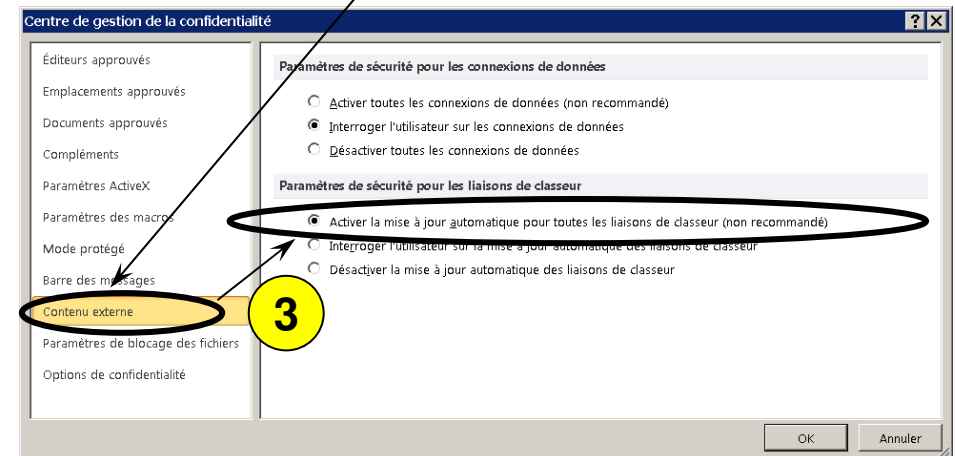 Centre de gestion de la confidentialité
Éditeurs approuvés
Emplacements approuvés
Documents approuvés
Compléments
Paramètres ActiveX
Paramètres des macros
Mode protégé
Barre des messages
Contenu externe
Paramètres de blocage des fichiers
Options de confidentialité
Paramètres de sécurité pour les connexions de données
Activer toutes les connexions de données (non recommandé)
Interroger l'utilisateur sur les connexions de données
Désactiver toutes les connexions de données
Paramètres de sécurité pour les liaisons de classeur
Activer la mise à jour automatique pour toutes les liaisons de classeur (non recommandé)
Interroger l'utilisateur sur la mise à jour automatique des liaisons de classeur
Désactiver la mise à jour automatique des liaisons de classeur
3
OK
Annuler